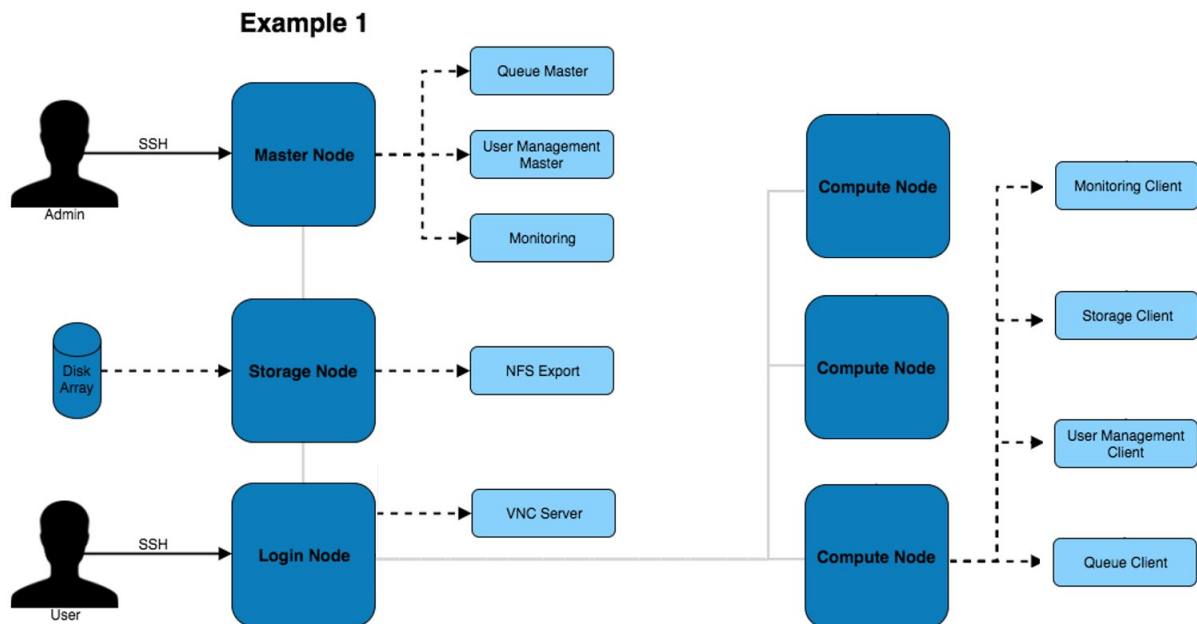 Example 1
Queue Master
SSH
Master Node
User Management
Master
Admin
Monitoring
Compute Node
Monitoring Client
Disk
Array
Storage Node
NFS Export
Compute Node
Storage Client
User Management
Client
SSH
Login Node
VNC Server
User
Compute Node
Queue Client